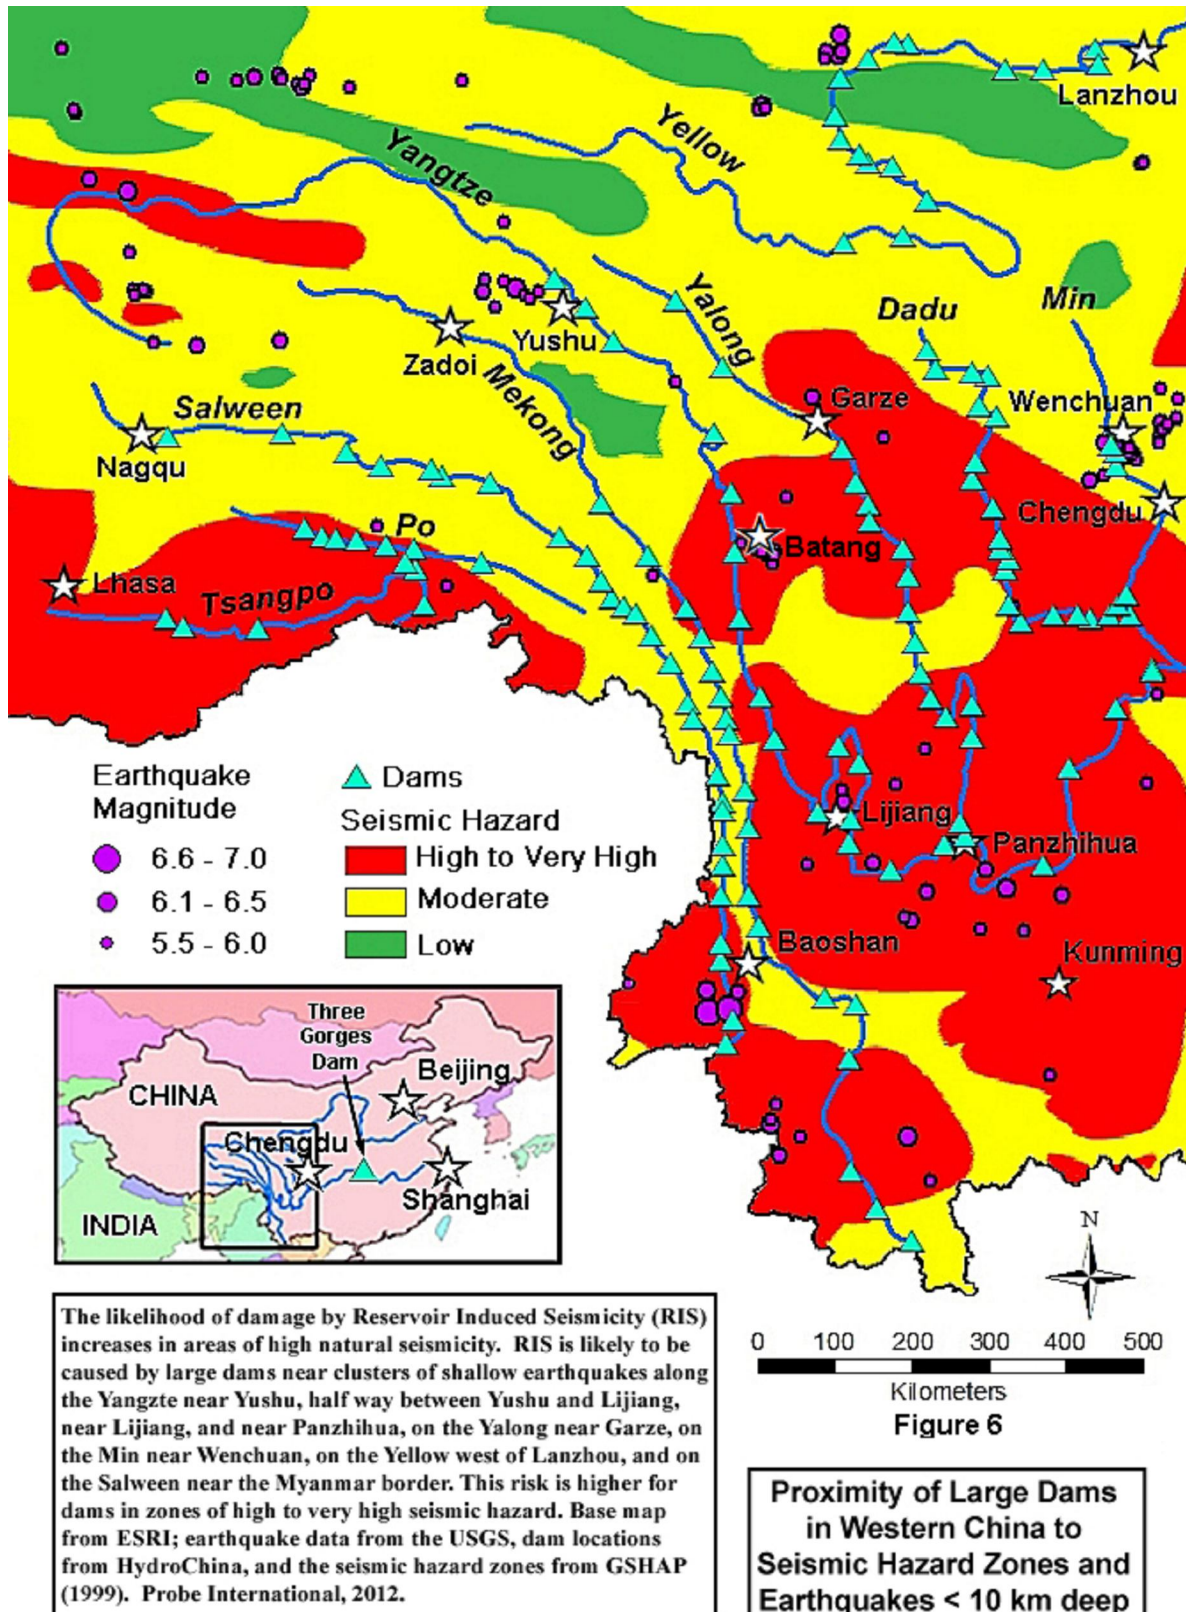 Lanzhou
Yellow
Yangtze
Yalong
Dadu
Min
Yushu
Zadoi
Mekong
Garze
Wenchuan
Salween
Nagqu
Chengdu
Po
Batang
Lhasa
Tsangpo
Earthquake
Magnitude
6.6 - 7.0
6.1 - 6.5
5.5 - 6.0
Dams
Seismic Hazard
High to Very High
Moderate
Low
Lijiang
Panzhihua
Baoshan
Kunming
Three
Gorges
Dam
Beijing
CHINA
Chengdu
Shanghai
INDIA
N
0 100 200 300 400 500
Kilometers
Figure 6
The likelihood of damage by Reservoir Induced Seismicity (RIS)
increases in areas of high natural seismicity. RIS is likely to be
caused by large dams near clusters of shallow earthquakes along
the Yangzte near Yushu, half way between Yushu and Lijiang,
near Lijiang, and near Panzhihua, on the Yalong near Garze, on
the Min near Wenchuan, on the Yellow west of Lanzhou, and on
the Salween near the Myanmar border. This risk is higher for
dams in zones of high to very high seismic hazard. Base map
from ESRI; earthquake data from the USGS, dam locations
from HydroChina, and the seismic hazard zones from GSHAP
(1999). Probe International, 2012.
Proximity of Large Dams
in Western China to
Seismic Hazard Zones and
Earthquakes < 10 km deep